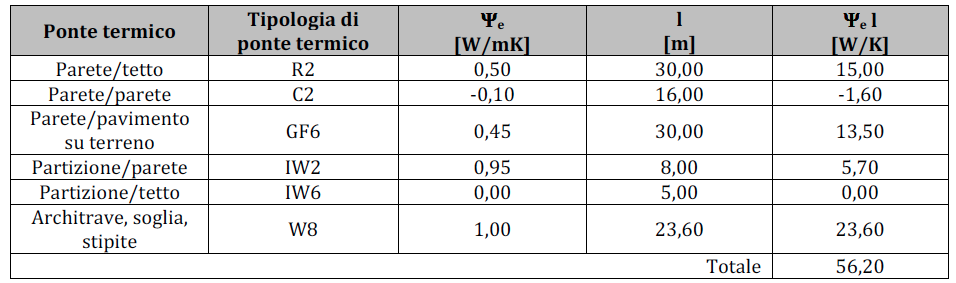 Ponte termico Tipologia di ponte termico Ψe [W/mK] l [m] Ψe l [W/K]
Parete/tetto R2 0,50 30,00 15,00
Parete/parete C2 -0,10 16,00 -1,60
Parete/pavimento su terreno GF6 0,45 30,00 13,50
Partizione/parete IW2 0,95 8,00 5,70
Partizione/tetto IW6 0,00 5,00 0,00
Architrave, soglia, stipite W8 1,00 23,60 23,60
Totale 56,20